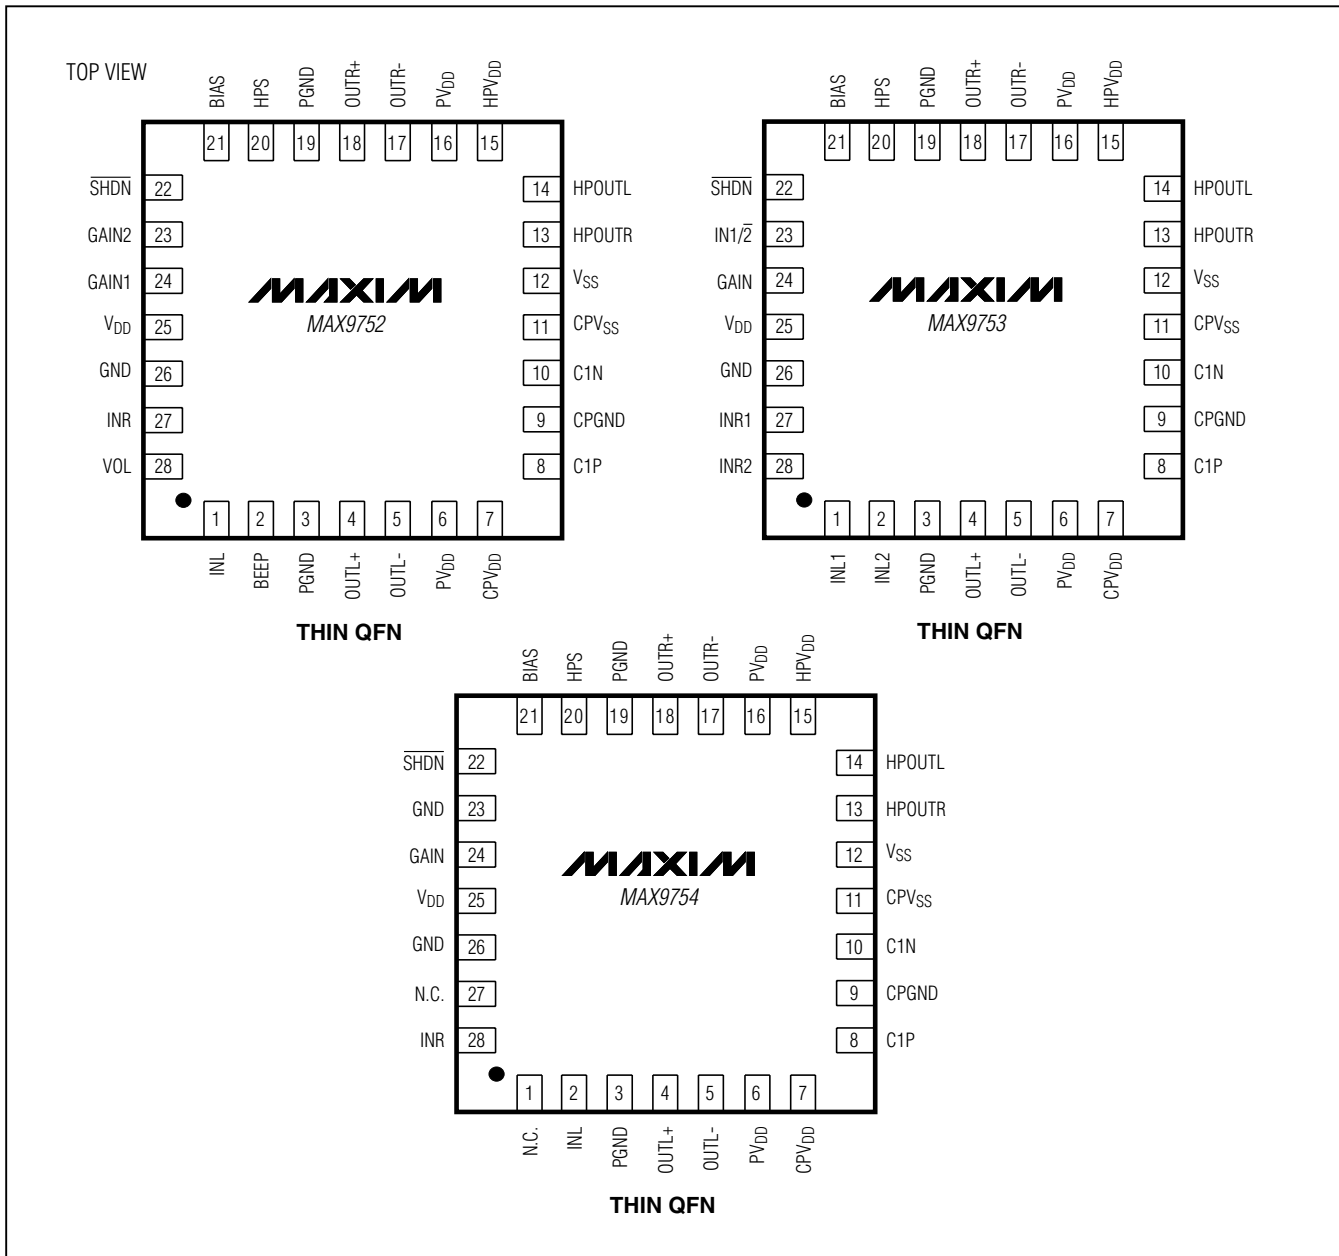 TOP VIEW
BIAS HPS PGND OUTR+ OUTR- PVDD HPVDD
21 20 19 18 17 16 15
S̅H̅D̅N̅ 22 14 HPOUTL
GAIN2 23 13 HPOUTR
GAIN1 24 12 VSS
VDD 25 11 CPVSS
GND 26 10 C1N
INR 27 9 CPGND
VOL 28 8 C1P
MAXIM
MAX9752
1 2 3 4 5 6 7
INL BEEP PGND OUTL+ OUTL- PVDD CPVDD
THIN QFN
BIAS HPS PGND OUTR+ OUTR- PVDD HPVDD
21 20 19 18 17 16 15
S̅H̅D̅N̅ 22 14 HPOUTL
IN1/2̅ 23 13 HPOUTR
GAIN 24 12 VSS
VDD 25 11 CPVSS
GND 26 10 C1N
INR1 27 9 CPGND
INR2 28 8 C1P
MAXIM
MAX9753
1 2 3 4 5 6 7
INL1 INL2 PGND OUTL+ OUTL- PVDD CPVDD
THIN QFN
BIAS HPS PGND OUTR+ OUTR- PVDD HPVDD
21 20 19 18 17 16 15
S̅H̅D̅N̅ 22 14 HPOUTL
GND 23 13 HPOUTR
GAIN 24 12 VSS
VDD 25 11 CPVSS
GND 26 10 C1N
N.C. 27 9 CPGND
INR 28 8 C1P
MAXIM
MAX9754
1 2 3 4 5 6 7
N.C. INL PGND OUTL+ OUTL- PVDD CPVDD
THIN QFN